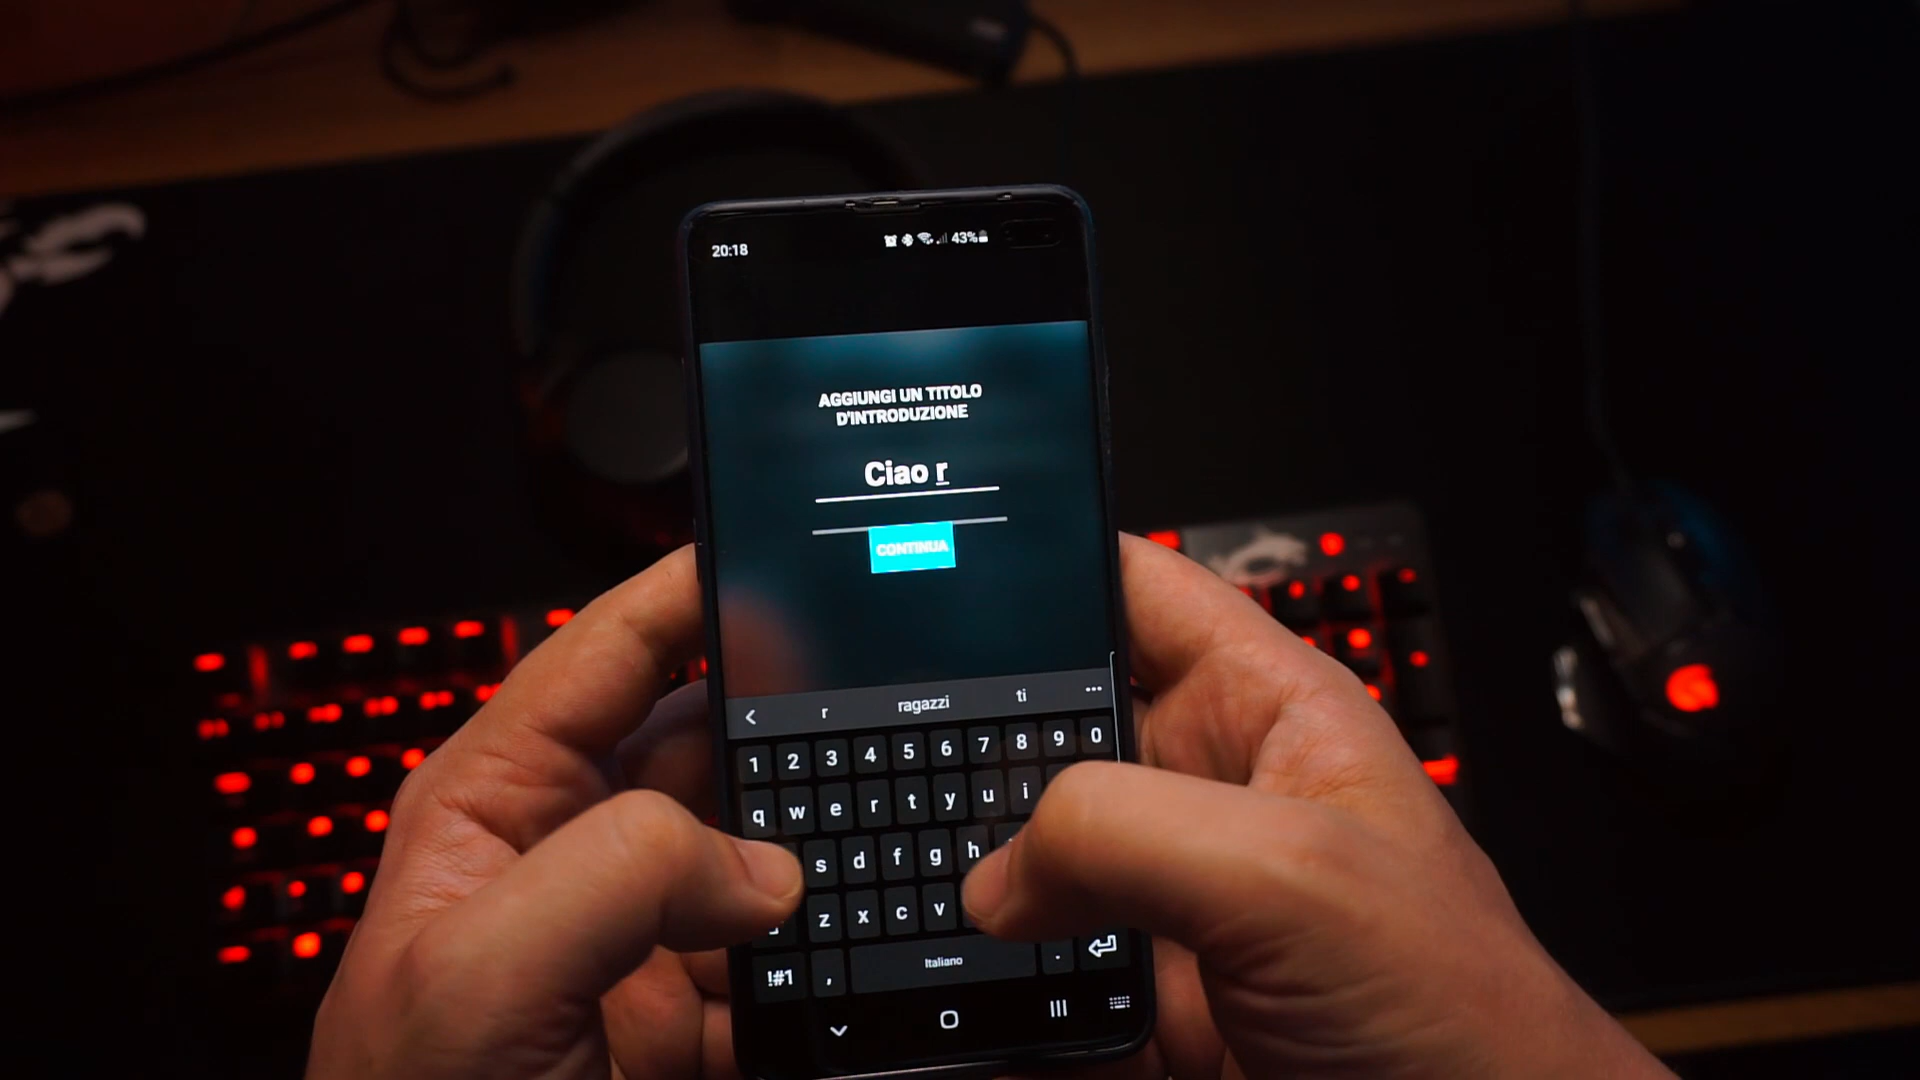 20:18
43%
AGGIUNGI UN TITOLO
D'INTRODUZIONE
Ciao r
CONTINUA
r ragazzi ti
1 2 3 4 5 6 7 8 9 0
q w e r t y u i
s d f g h
z x c v
!#1 , Italiano .